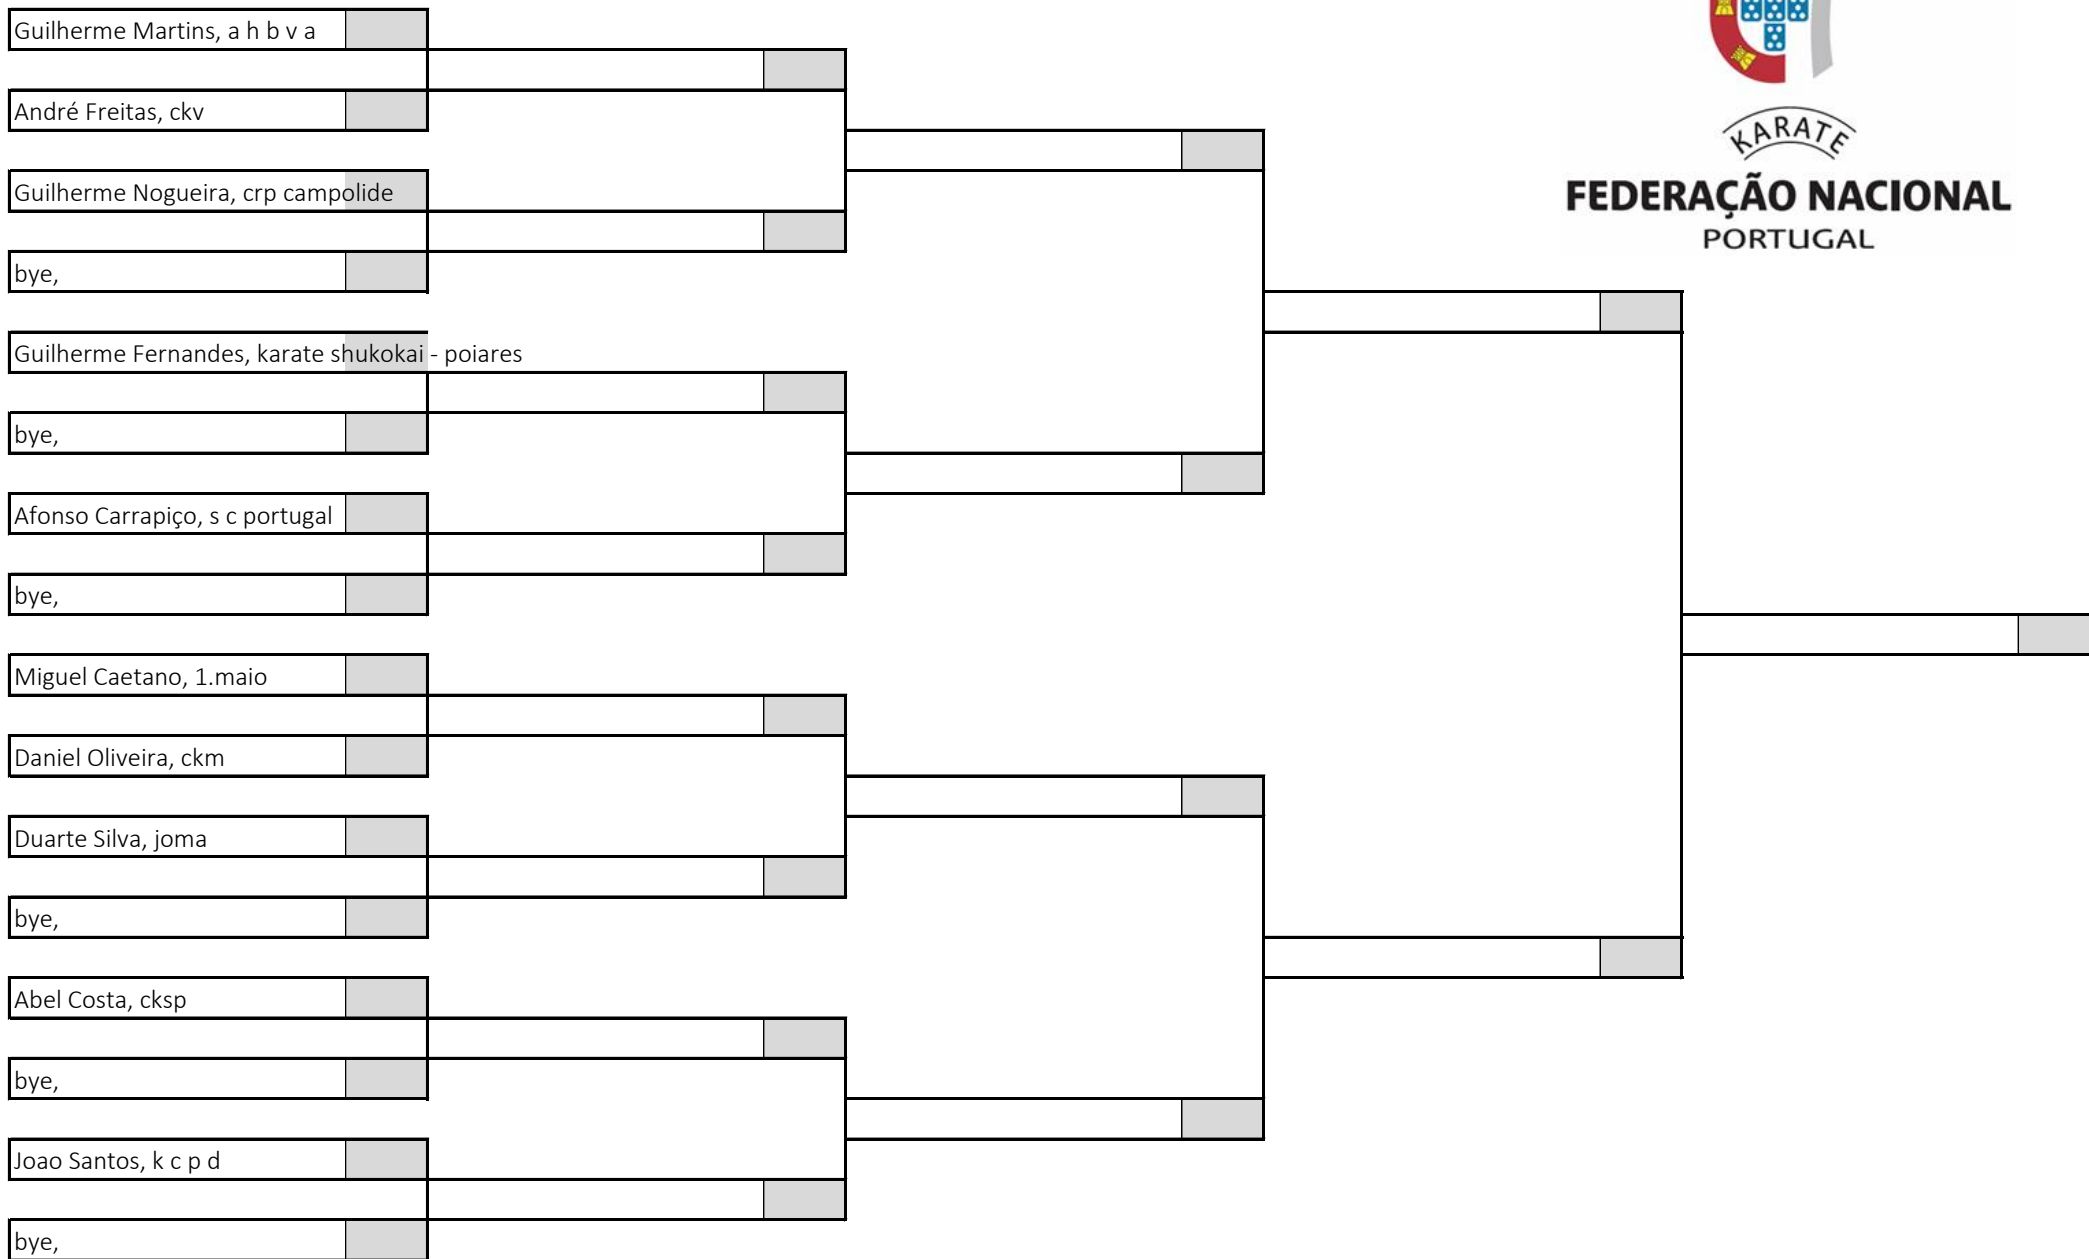 Guilherme Martins, a h b v a
André Freitas, ckv
KARATE
Guilherme Nogueira, crp campolide
FEDERAÇÃO NACIONAL
PORTUGAL
bye,
Guilherme Fernandes, karate shukokai - poiares
bye,
Afonso Carrapiço, s c portugal
bye,
Miguel Caetano, 1.maio
Daniel Oliveira, ckm
Duarte Silva, joma
bye,
Abel Costa, cksp
bye,
Joao Santos, k c p d
bye,